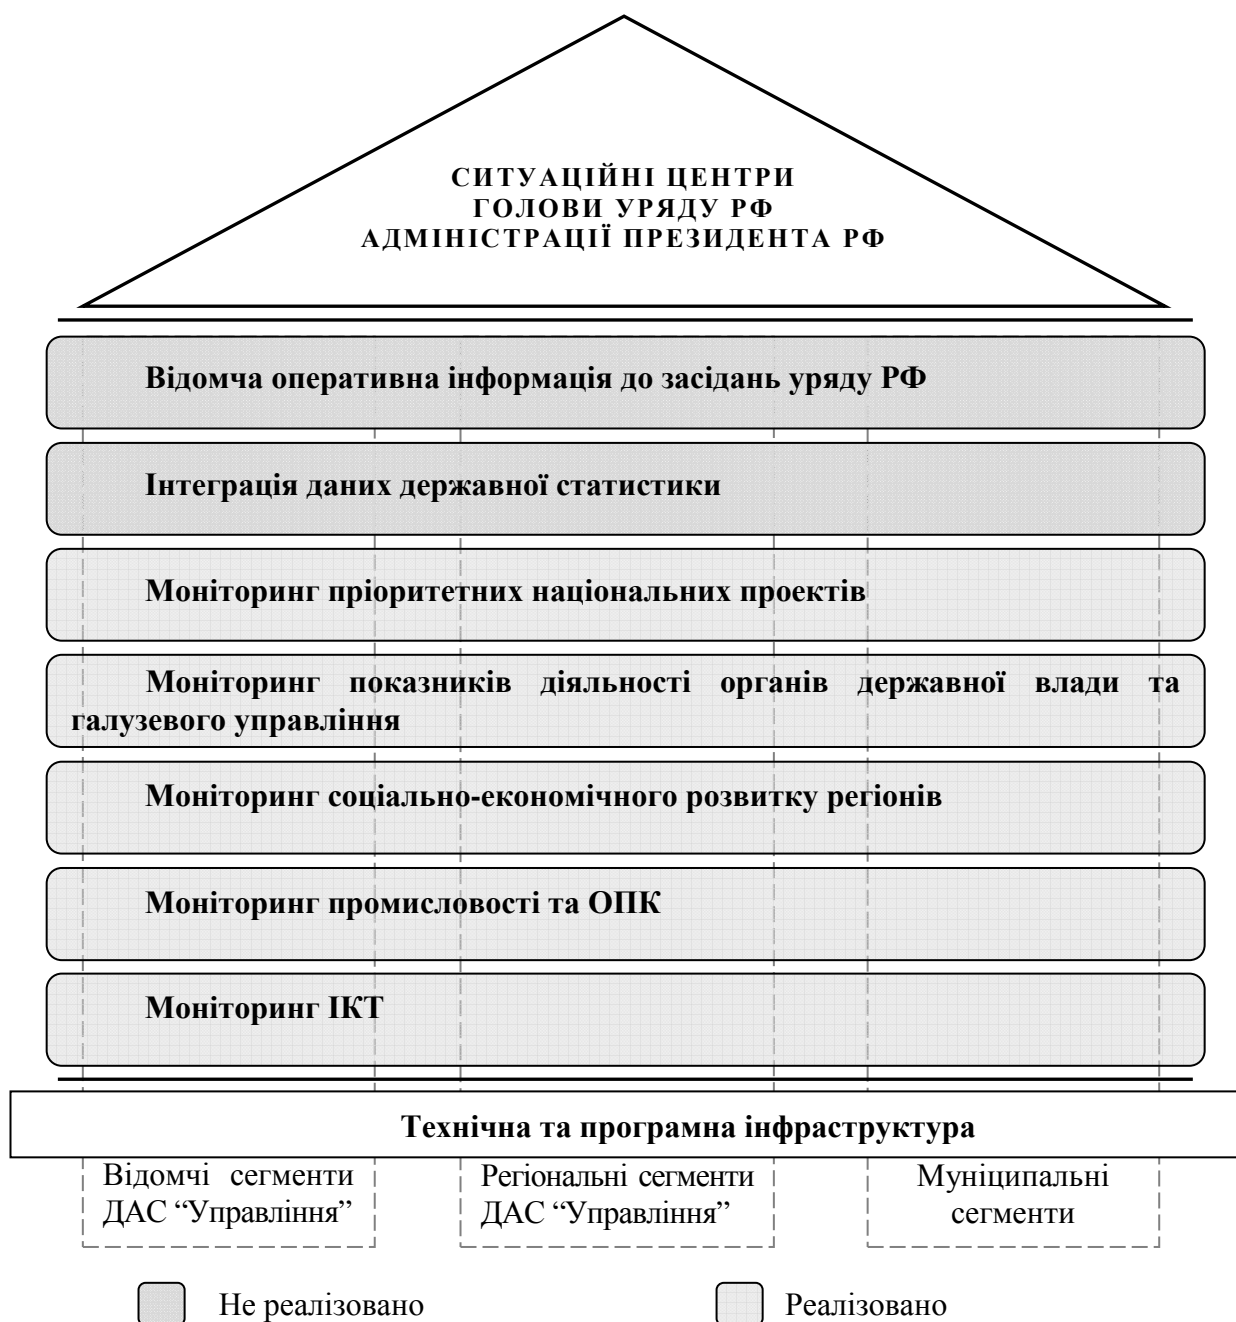 СИТУАЦІЙНІ ЦЕНТРИ
ГОЛОВИ УРЯДУ РФ
АДМІНІСТРАЦІЇ ПРЕЗИДЕНТА РФ
Відомча оперативна інформація до засідань уряду РФ
Інтеграція даних державної статистики
Моніторинг пріоритетних національних проектів
Моніторинг показників діяльності органів державної влади та
галузевого управління
Моніторинг соціально-економічного розвитку регіонів
Моніторинг промисловості та ОПК
Моніторинг ІКТ
Технічна та програмна інфраструктура
Відомчі сегменти
ДАС “Управління”
Регіональні сегменти
ДАС “Управління”
Муніципальні
сегменти
Не реалізовано
Реалізовано